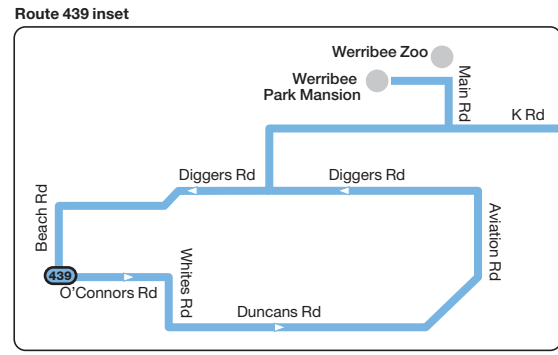 Route 439 inset
Werribee Zoo
Werribee
Park Mansion
Main Rd
K Rd
Diggers Rd
Diggers Rd
Beach Rd
Aviation Rd
439
O'Connors Rd
Whites Rd
Duncans Rd